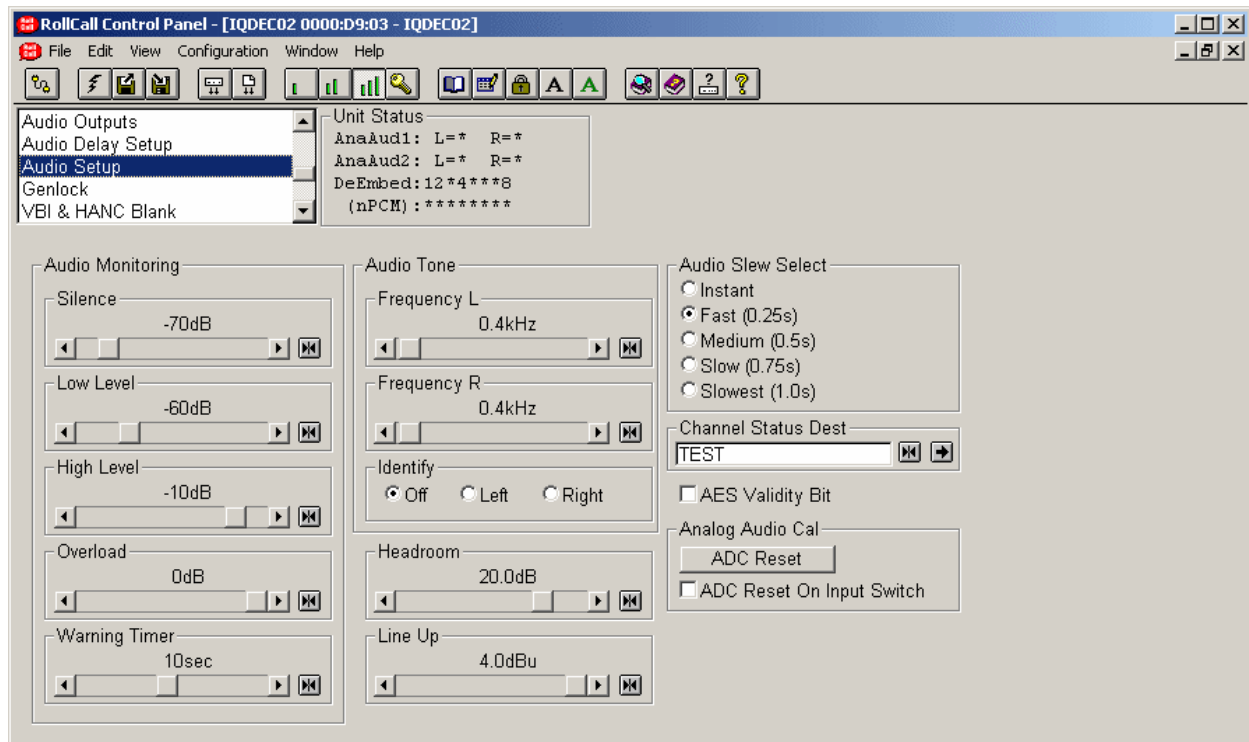 RollCall Control Panel - [IQDEC02 0000:D9:03 - IQDEC02]
File Edit View Configuration Window Help
Audio Outputs
Audio Delay Setup
Audio Setup
Genlock
VBI & HANC Blank
Unit Status
AnaAud1: L=* R=*
AnaAud2: L=* R=*
DeEmbed:12*4***8
(nPCM):********
Audio Monitoring
Silence
-70dB
Low Level
-60dB
High Level
-10dB
Overload
0dB
Warning Timer
10sec
Audio Tone
Frequency L
0.4kHz
Frequency R
0.4kHz
Identify
Off Left Right
Headroom
20.0dB
Line Up
4.0dBu
Audio Slew Select
Instant
Fast (0.25s)
Medium (0.5s)
Slow (0.75s)
Slowest (1.0s)
Channel Status Dest
TEST
AES Validity Bit
Analog Audio Cal
ADC Reset
ADC Reset On Input Switch